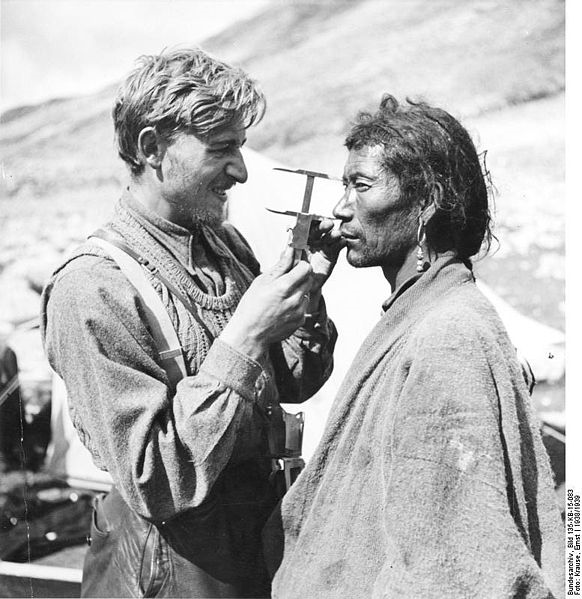 Bundesarchiv, Bild 135-KB-15-083
Foto: Krause, Ernst | 1938/1939